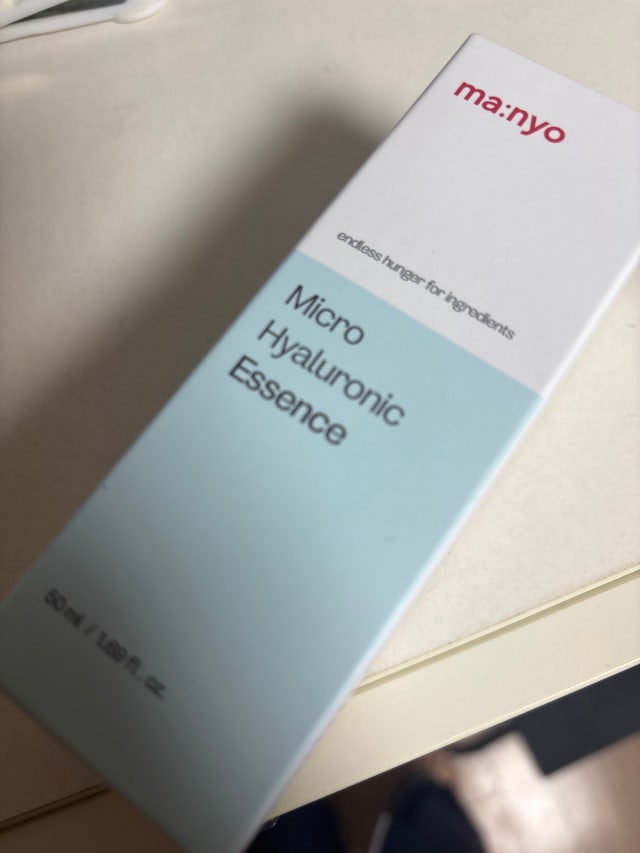 ma:nyo
endless hunger for ingredients
Micro
Hyaluronic
Essence
50 ml / 1.69 fl. oz.